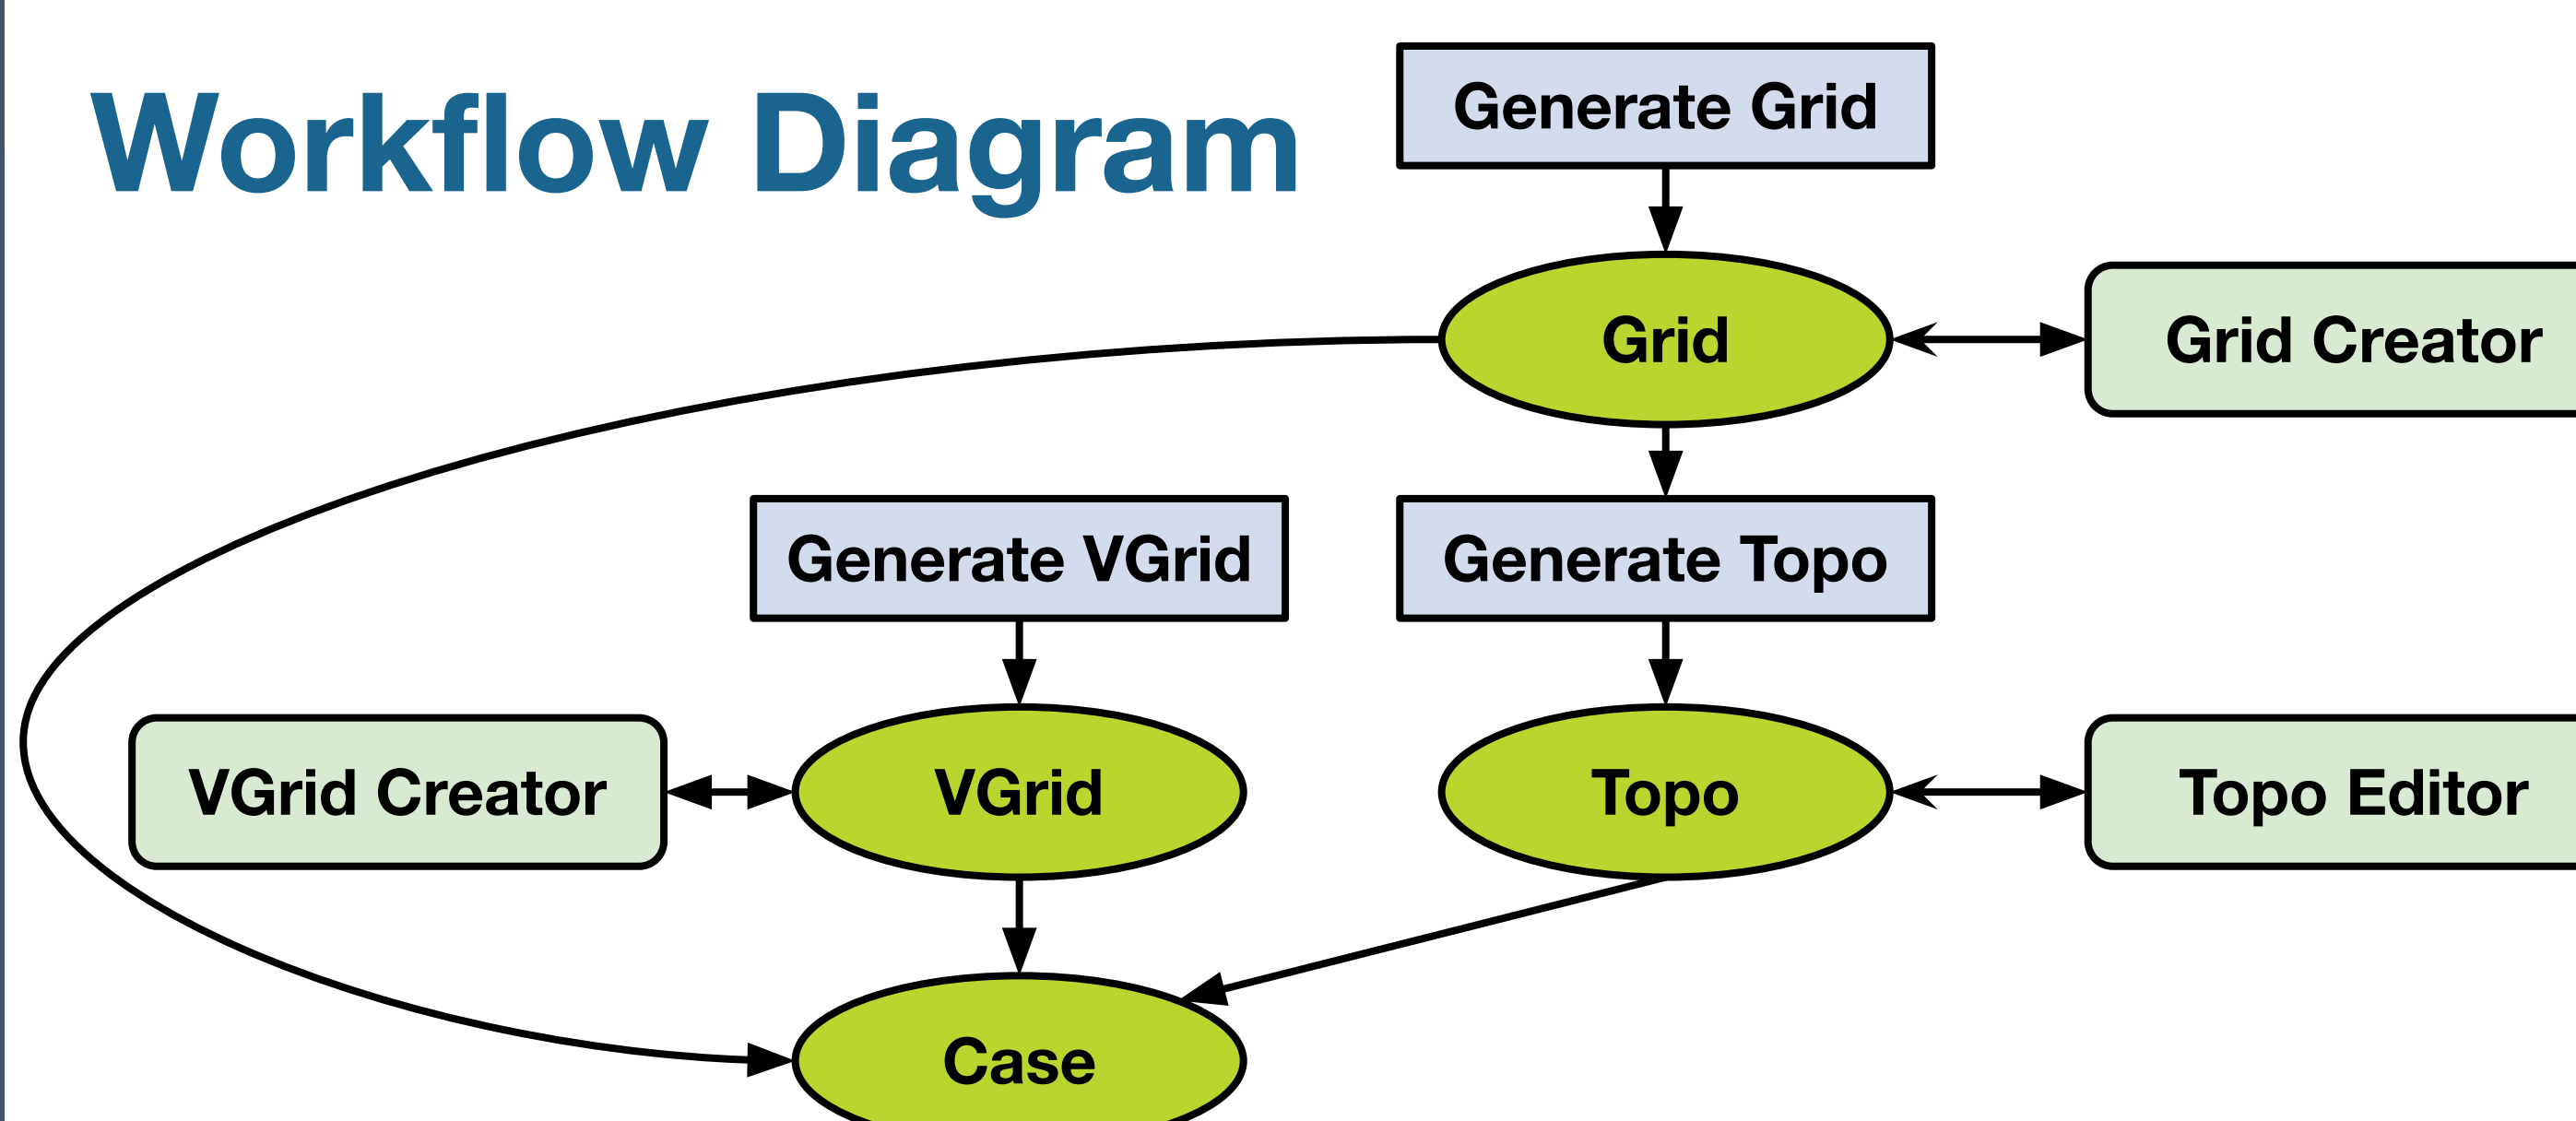 Workflow Diagram
Generate Grid
Grid
Grid Creator
Generate VGrid
Generate Topo
VGrid Creator
VGrid
Topo
Topo Editor
Case